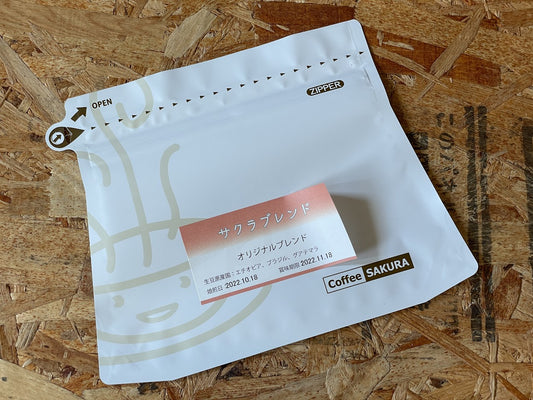 OPEN
ZIPPER
サクラブレンド
オリジナルブレンド
生豆原産国：エチオピア、ブラジル、グアテマラ
焙煎日 2022.10.18 賞味期限 2022.11.18
Coffee SAKURA